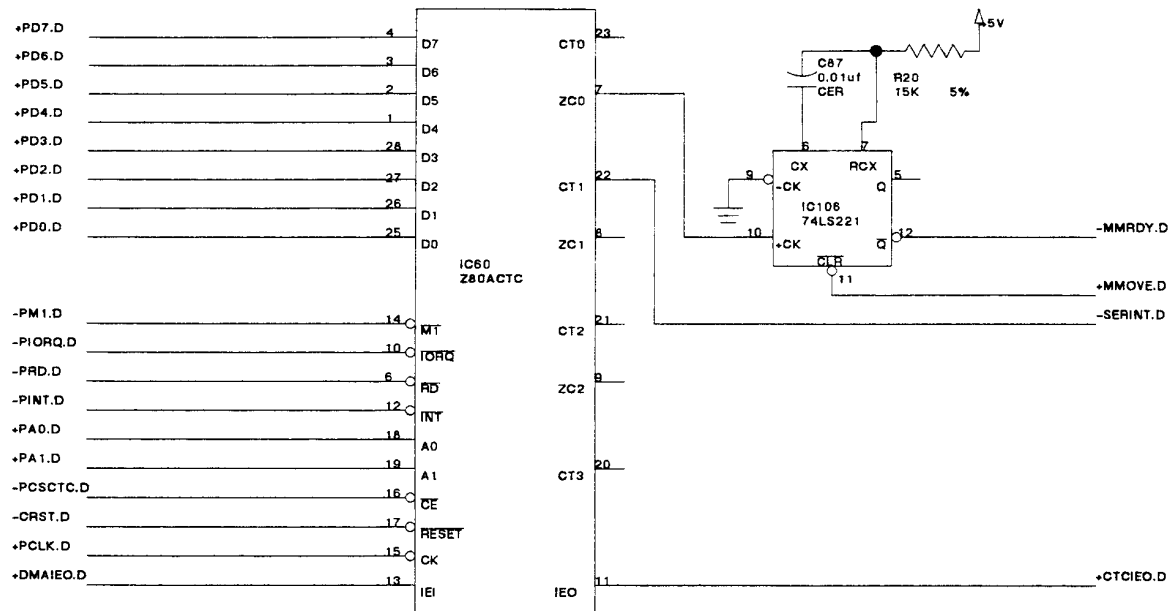 +PD7.D 4 D7
+PD6.D 3 D6
+PD5.D 2 D5
+PD4.D 1 D4
+PD3.D 28 D3
+PD2.D 27 D2
+PD1.D 26 D1
+PD0.D 25 D0
IC60
Z80ACTC
-PM1.D 14 M1
-PIORQ.D 10 IORQ
-PRD.D 6 RD
-PINT.D 12 INT
+PA0.D 18 A0
+PA1.D 19 A1
-PCSCTC.D 16 CE
-CRST.D 17 RESET
+PCLK.D 15 CK
+DMAIEO.D 13 IEI
CT0 23
ZC0 7
CT1 22
ZC1 8
CT2 21
ZC2 9
CT3 20
IEO 11
+5V
C87
0.01uf
CER
R20
15K 5%
6 7
CX RCX
9 -CK
Q 5
IC106
74LS221
10 +CK
Q 12
CLR
11
-MMRDY.D
+MMOVE.D
-SERINT.D
+CTCIEO.D